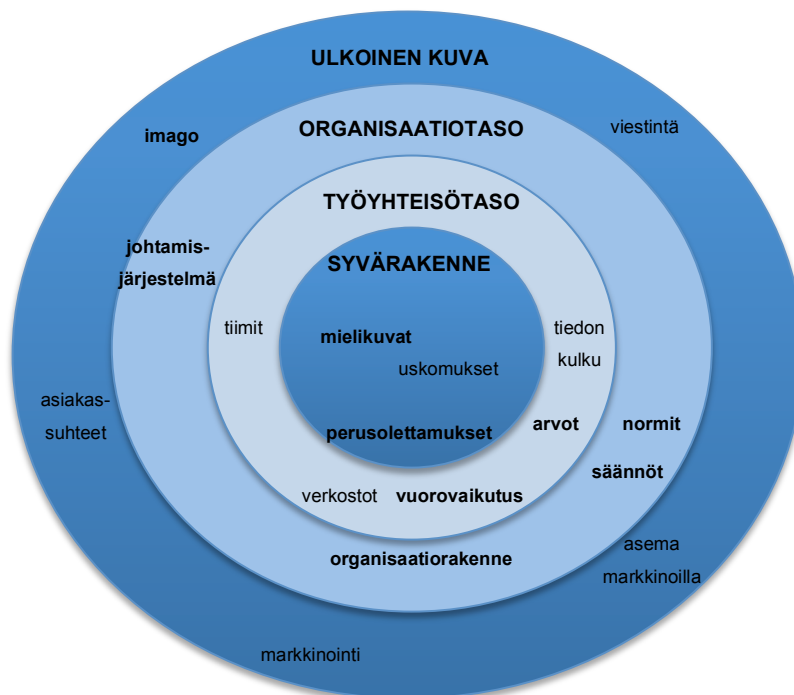 ULKOINEN KUVA
viestintä
imago
ORGANISAATIOTASO
TYÖYHTEISÖTASO
johtamis-
järjestelmä
SYVÄRAKENNE
tiimit
mielikuvat
uskomukset
tiedon
kulku
asiakas-
suhteet
perusolettamukset
arvot
normit
säännöt
verkostot
vuorovaikutus
organisaatiorakenne
asema
markkinoilla
markkinointi